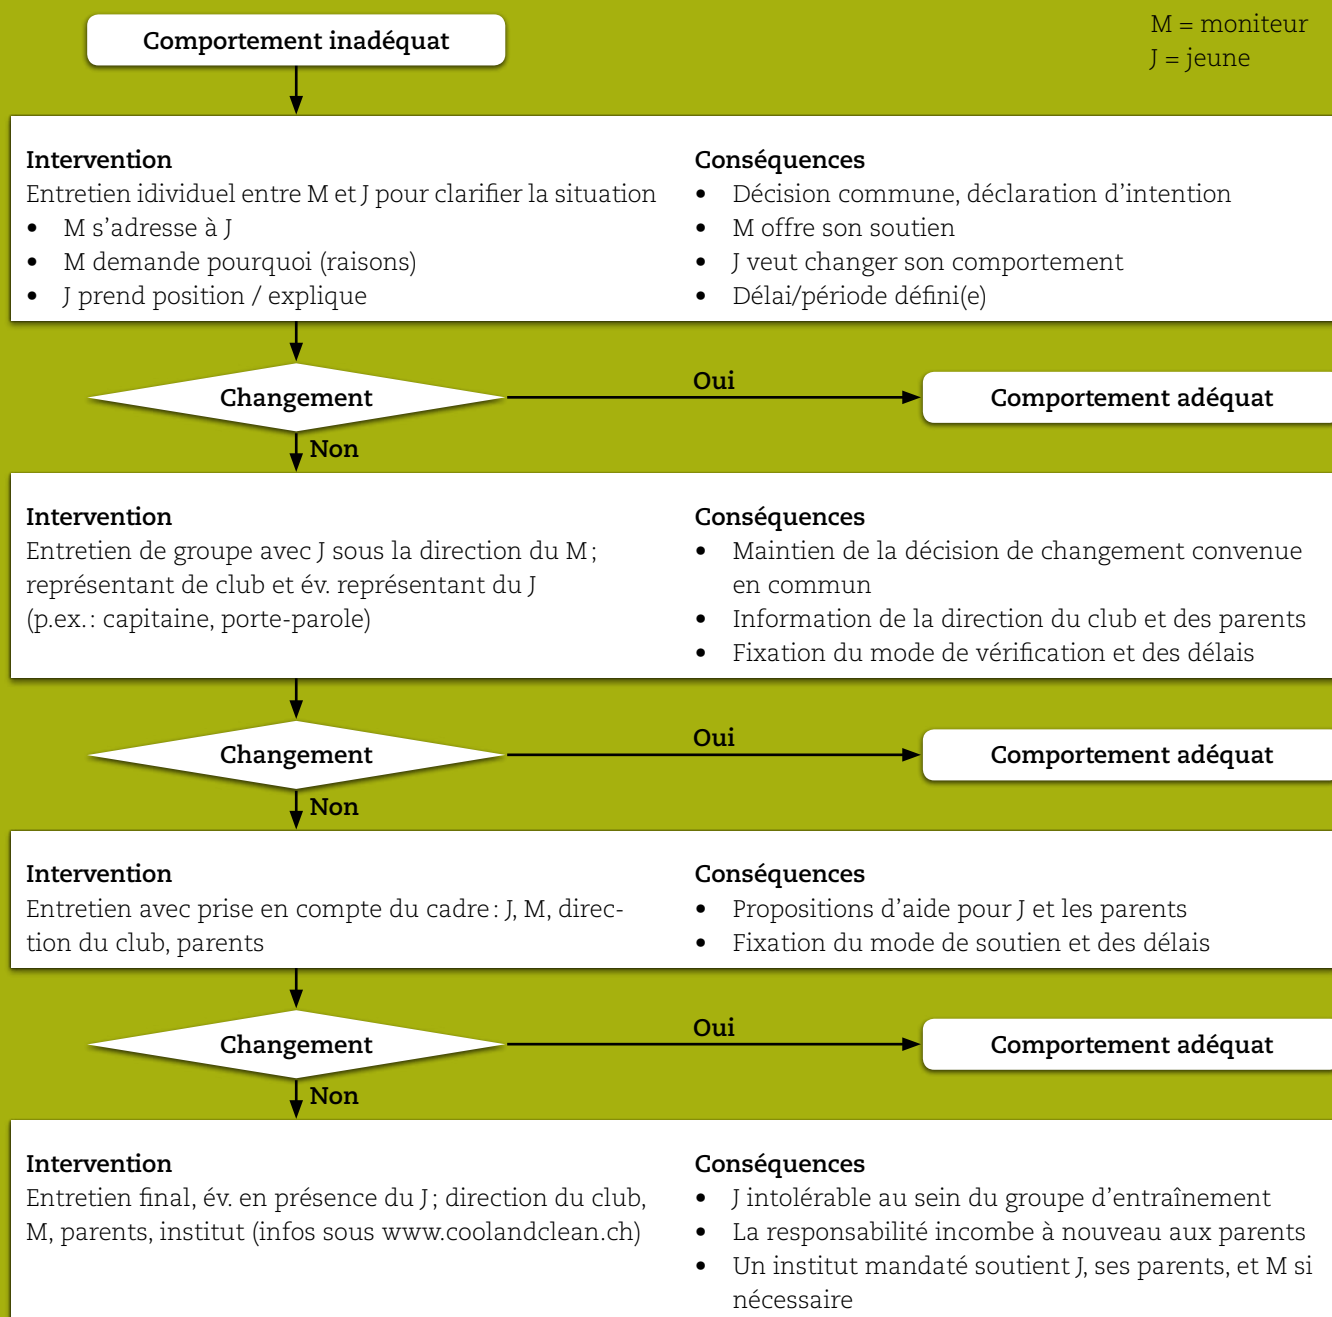 Comportement inadéquat
M = moniteur
J = jeune
Intervention
Entretien idividuel entre M et J pour clarifier la situation
• M s'adresse à J
• M demande pourquoi (raisons)
• J prend position / explique
Conséquences
• Décision commune, déclaration d'intention
• M offre son soutien
• J veut changer son comportement
• Délai/période défini(e)
Changement
Oui
Comportement adéquat
Non
Intervention
Entretien de groupe avec J sous la direction du M ;
représentant de club et év. représentant du J
(p.ex. : capitaine, porte-parole)
Conséquences
• Maintien de la décision de changement convenue
en commun
• Information de la direction du club et des parents
• Fixation du mode de vérification et des délais
Changement
Oui
Comportement adéquat
Non
Intervention
Entretien avec prise en compte du cadre : J, M, direc-
tion du club, parents
Conséquences
• Propositions d'aide pour J et les parents
• Fixation du mode de soutien et des délais
Changement
Oui
Comportement adéquat
Non
Intervention
Entretien final, év. en présence du J ; direction du club,
M, parents, institut (infos sous www.coolandclean.ch)
Conséquences
• J intolérable au sein du groupe d'entraînement
• La responsabilité incombe à nouveau aux parents
• Un institut mandaté soutient J, ses parents, et M si
nécessaire